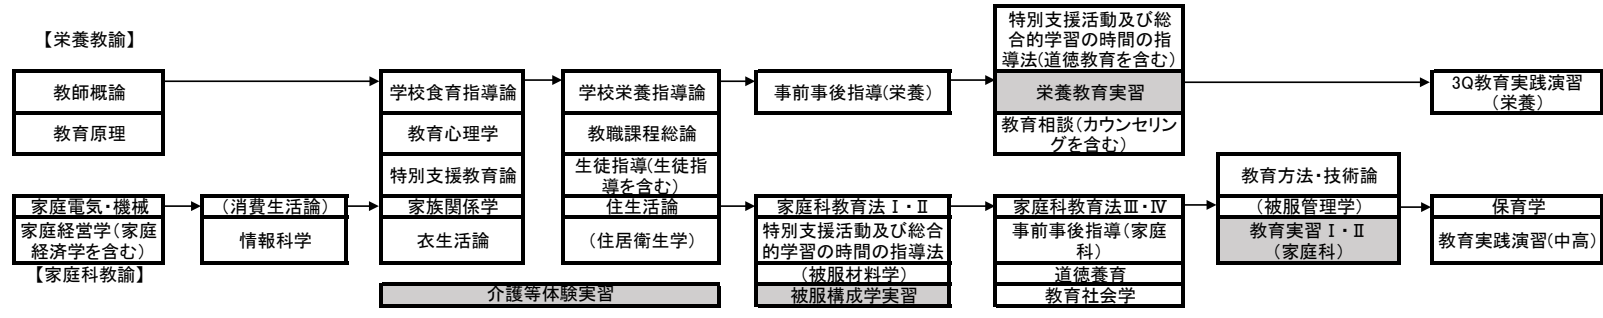 【栄養教諭】
教師概論
教育原理
家庭電気・機械
家庭経営学(家庭
経済学を含む)
【家庭科教諭】
(消費生活論)
情報科学
学校食育指導論
教育心理学
特別支援教育論
家族関係学
衣生活論
学校栄養指導論
教職課程総論
生徒指導(生徒指
導を含む)
住生活論
(住居衛生学)
介護等体験実習
事前事後指導(栄養)
家庭科教育法Ⅰ・Ⅱ
特別支援活動及び総合
的学習の時間の指導法
(被服材料学)
被服構成学実習
特別支援活動及び総
合的学習の時間の指
導法(道徳教育を含む)
栄養教育実習
教育相談(カウンセリン
グを含む)
家庭科教育法Ⅲ・Ⅳ
事前事後指導(家庭
科)
道徳養育
教育社会学
教育方法・技術論
(被服管理学)
教育実習Ⅰ・Ⅱ
(家庭科)
3Q教育実践演習
(栄養)
保育学
教育実践演習(中高)